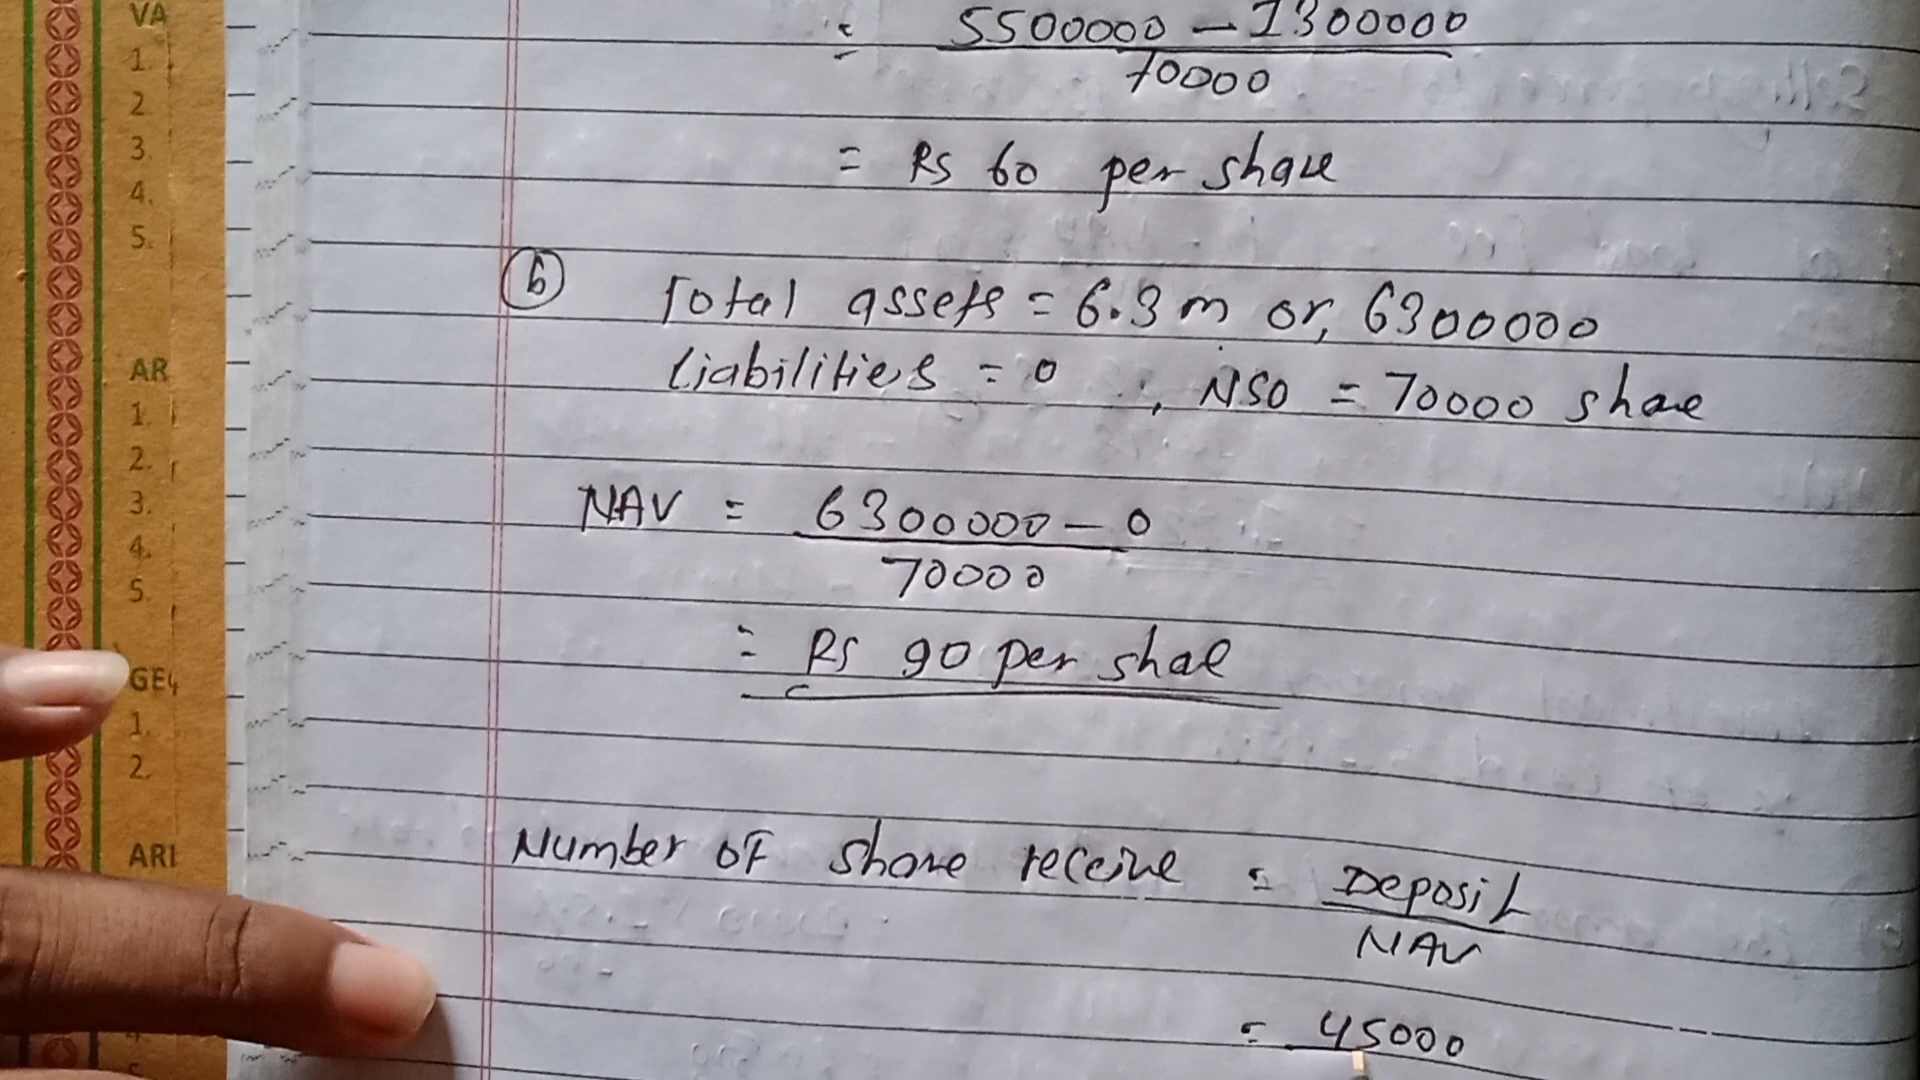 VA
1.
2
3.
4.
5.
AR
1.
2.
3.
4.
5.
GE
1.
2.
ARI
= 5500000 - 1300000
70000
= Rs 60 per share
b Total assets = 6.3 m or, 6300000
Liabilities = 0 , NSO = 70000 share
NAV = 6300000 - 0
70000
= Rs 90 per shae
Number of share receive = Deposit
NAV
= 45000